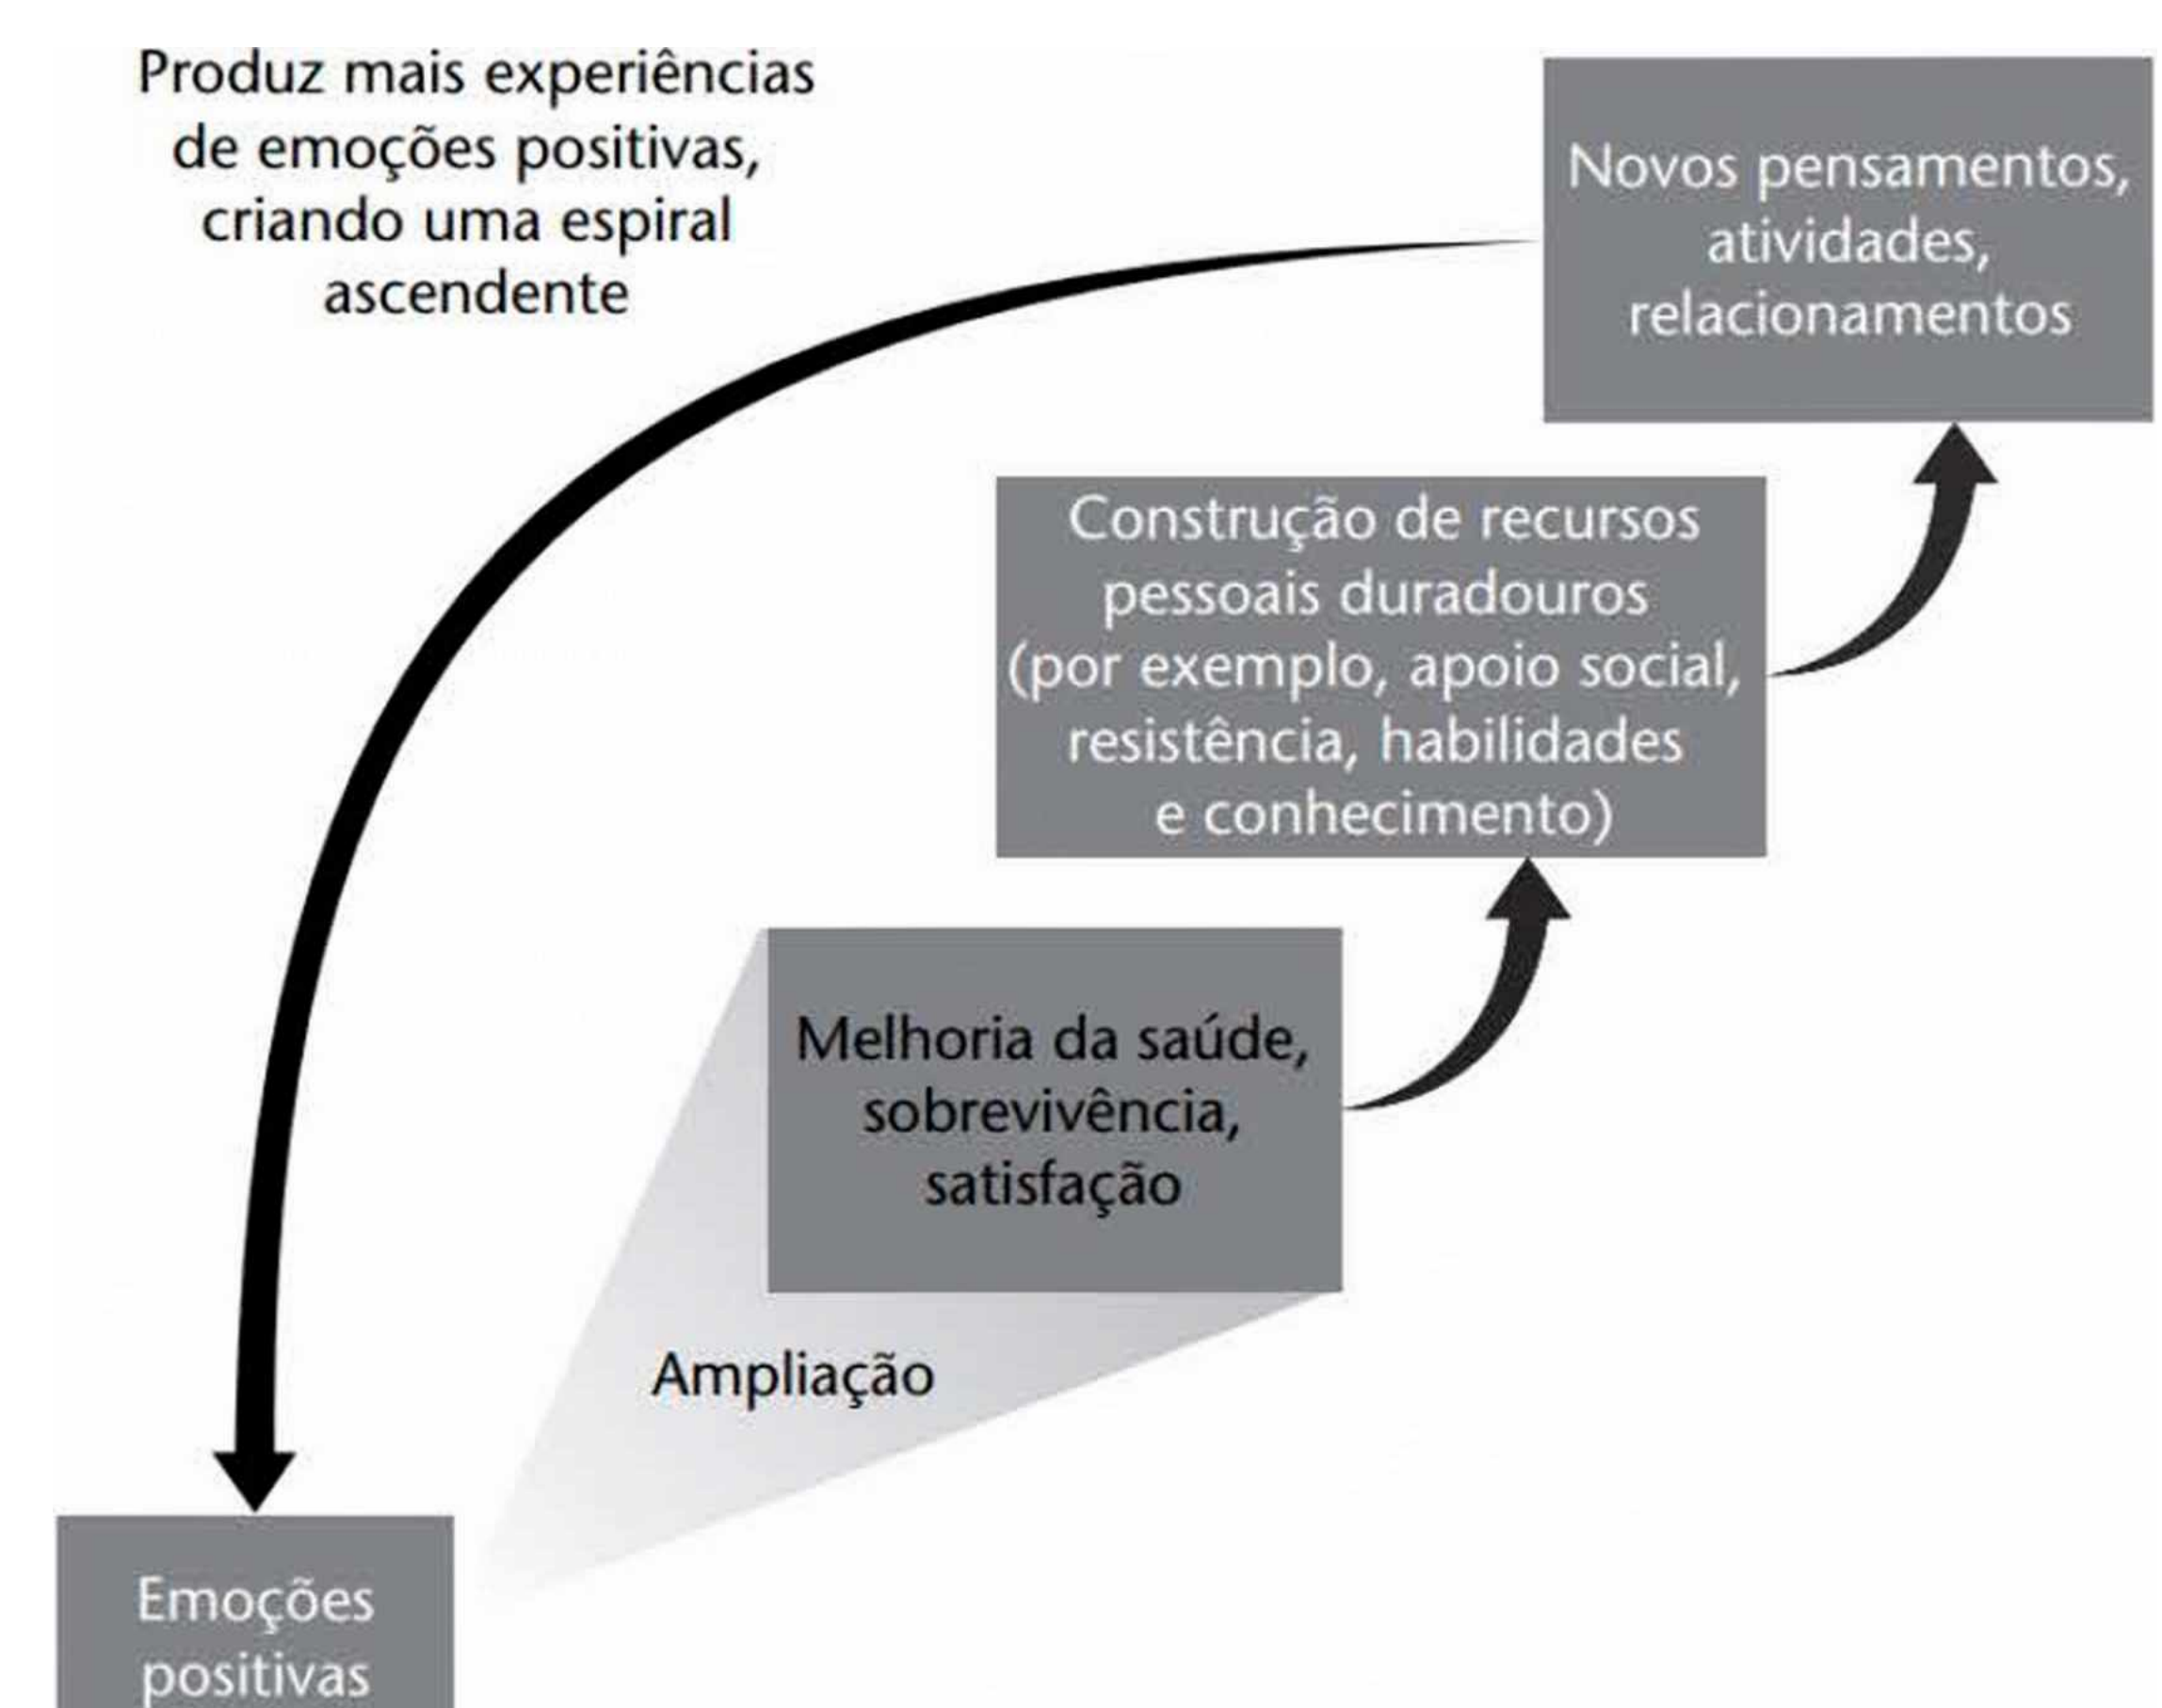 Produz mais experiências
de emoções positivas,
criando uma espiral
ascendente
Novos pensamentos,
atividades,
relacionamentos
Construção de recursos
pessoais duradouros
(por exemplo, apoio social,
resistência, habilidades
e conhecimento)
Melhoria da saúde,
sobrevivência,
satisfação
Ampliação
Emoções
positivas